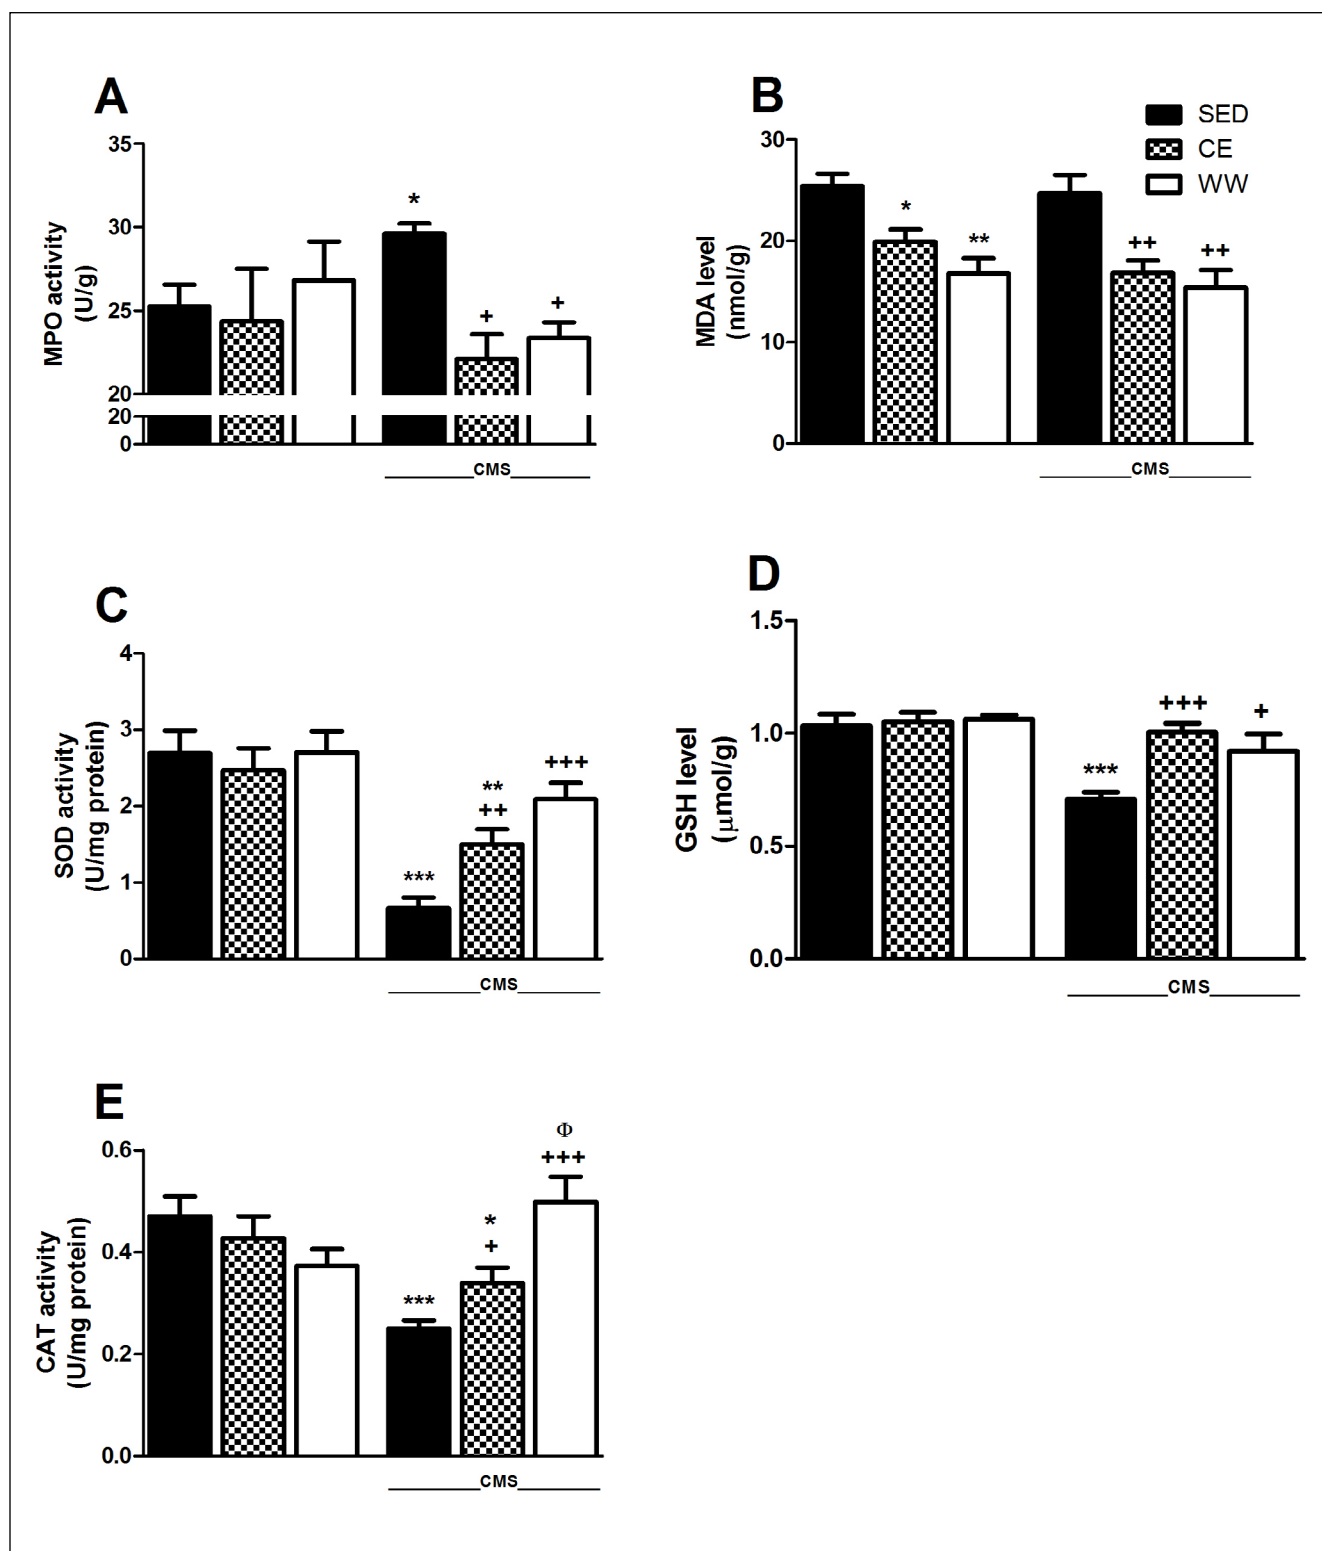 A
MPO activity
(U/g)
35
30
25
20
20
0
*
+
+
CMS
B
SED
CE
WW
MDA level
(nmol/g)
30
20
10
0
*
**
++
++
CMS
C
SOD activity
(U/mg protein)
4
3
2
1
0
***
**
++
+++
CMS
D
GSH level
(μmol/g)
1.5
1.0
0.5
0.0
***
+++
+
CMS
E
CAT activity
(U/mg protein)
0.6
0.4
0.2
0.0
***
*
+
Φ
+++
CMS